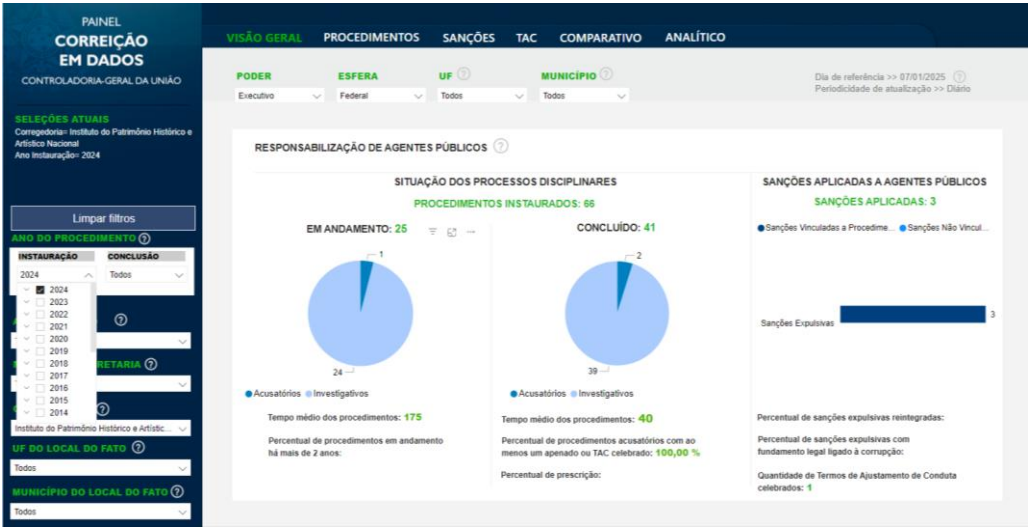 PAINEL
CORREIÇÃO
EM DADOS
CONTROLADORIA-GERAL DA UNIÃO
SELEÇÕES ATUAIS
Corregedoria= Instituto do Patrimônio Histórico e
Artístico Nacional
Ano Instauração= 2024
Limpar filtros
ANO DO PROCEDIMENTO ?
INSTAURAÇÃO CONCLUSÃO
2024 Todos
2024
2023
2022
2021
2020
2019
2018
2017
2016
2015
2014
A ?
RETARIA ?
?
Instituto do Patrimônio Histórico e Artístic...
UF DO LOCAL DO FATO ?
Todos
MUNICÍPIO DO LOCAL DO FATO ?
Todos
VISÃO GERAL PROCEDIMENTOS SANÇÕES TAC COMPARATIVO ANALÍTICO
PODER ESFERA UF ? MUNICÍPIO ?
Executivo Federal Todos Todos
Dia de referência >> 07/01/2025 ?
Periodicidade de atualização >> Diário
RESPONSABILIZAÇÃO DE AGENTES PÚBLICOS ?
SITUAÇÃO DOS PROCESSOS DISCIPLINARES
PROCEDIMENTOS INSTAURADOS: 66
EM ANDAMENTO: 25
1
24
Acusatórios Investigativos
Tempo médio dos procedimentos: 175
Percentual de procedimentos em andamento
há mais de 2 anos:
CONCLUÍDO: 41
2
39
Acusatórios Investigativos
Tempo médio dos procedimentos: 40
Percentual de procedimentos acusatórios com ao
menos um apenado ou TAC celebrado: 100,00 %
Percentual de prescrição:
SANÇÕES APLICADAS A AGENTES PÚBLICOS
SANÇÕES APLICADAS: 3
Sanções Vinculadas a Procedime... Sanções Não Vincul...
Sanções Expulsivas 3
Percentual de sanções expulsivas reintegradas:
Percentual de sanções expulsivas com
fundamento legal ligado à corrupção:
Quantidade de Termos de Ajustamento de Conduta
celebrados: 1